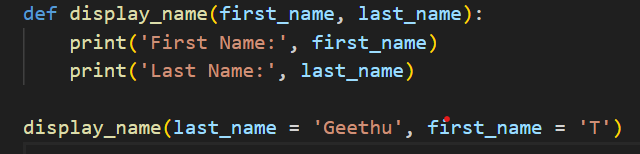 def display_name(first_name, last_name):
    print('First Name:', first_name)
    print('Last Name:', last_name)
display_name(last_name = 'Geethu', first_name = 'T')